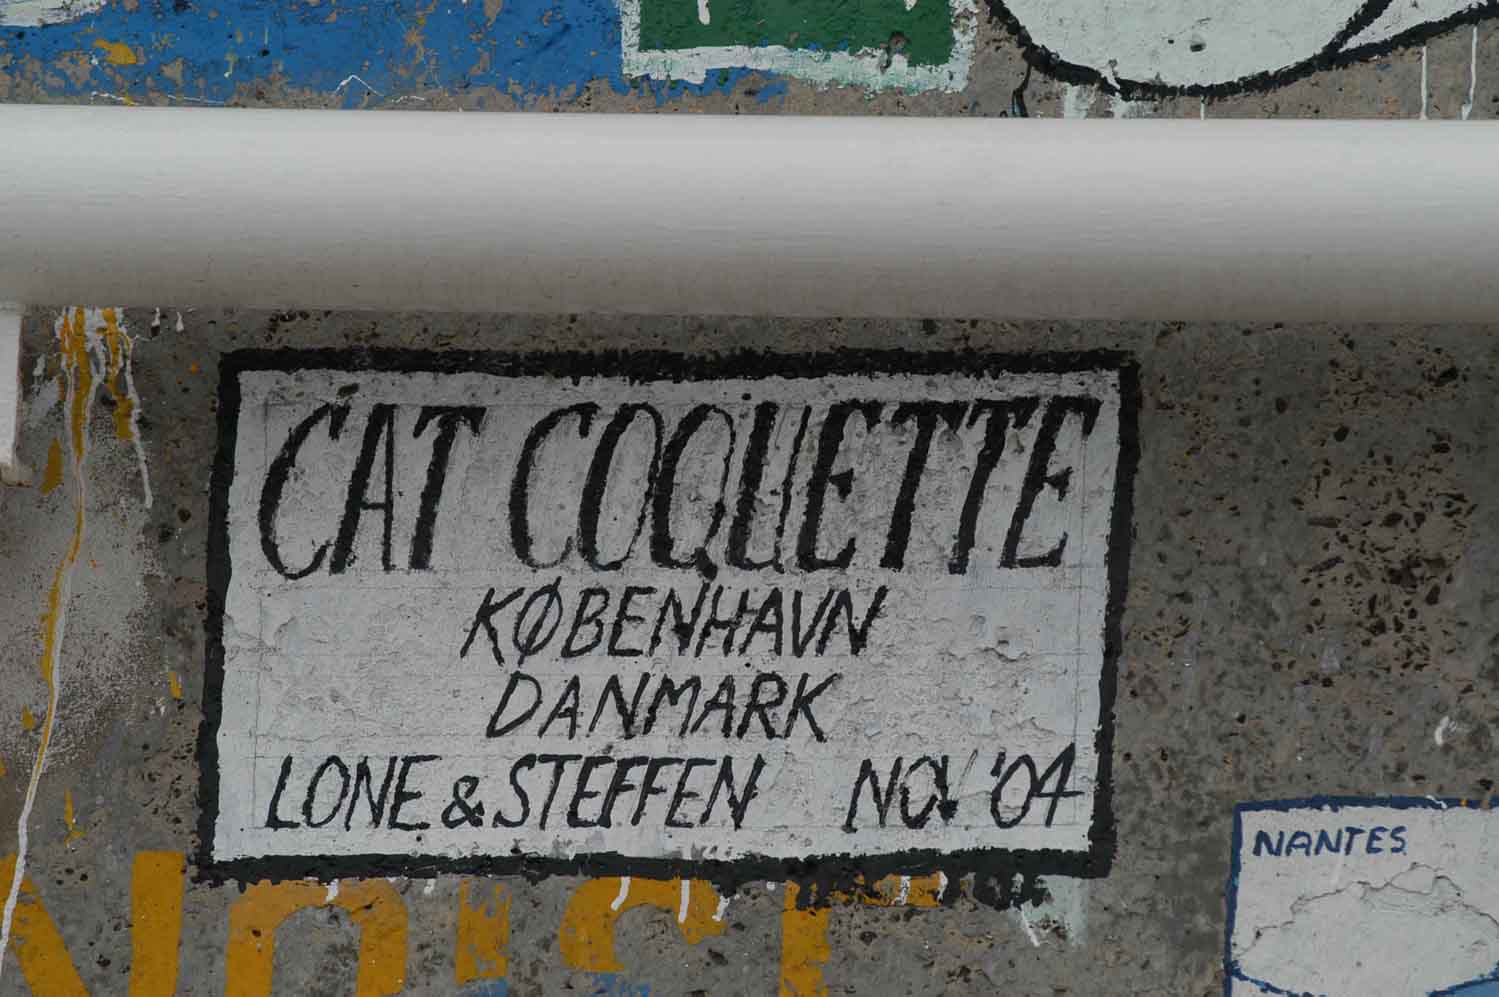 CAT COQUETTE
KØBENHAVN
DANMARK
LONE & STEFFEN NOV '04
NANTES